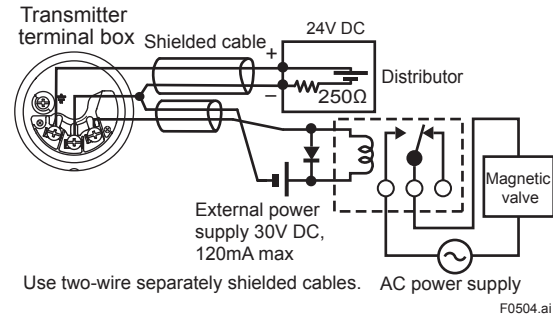 Transmitter
terminal box
Shielded cable
24V DC
+
−
250Ω
Distributor
External power
supply 30V DC,
120mA max
Magnetic
valve
Use two-wire separately shielded cables.
AC power supply
F0504.ai